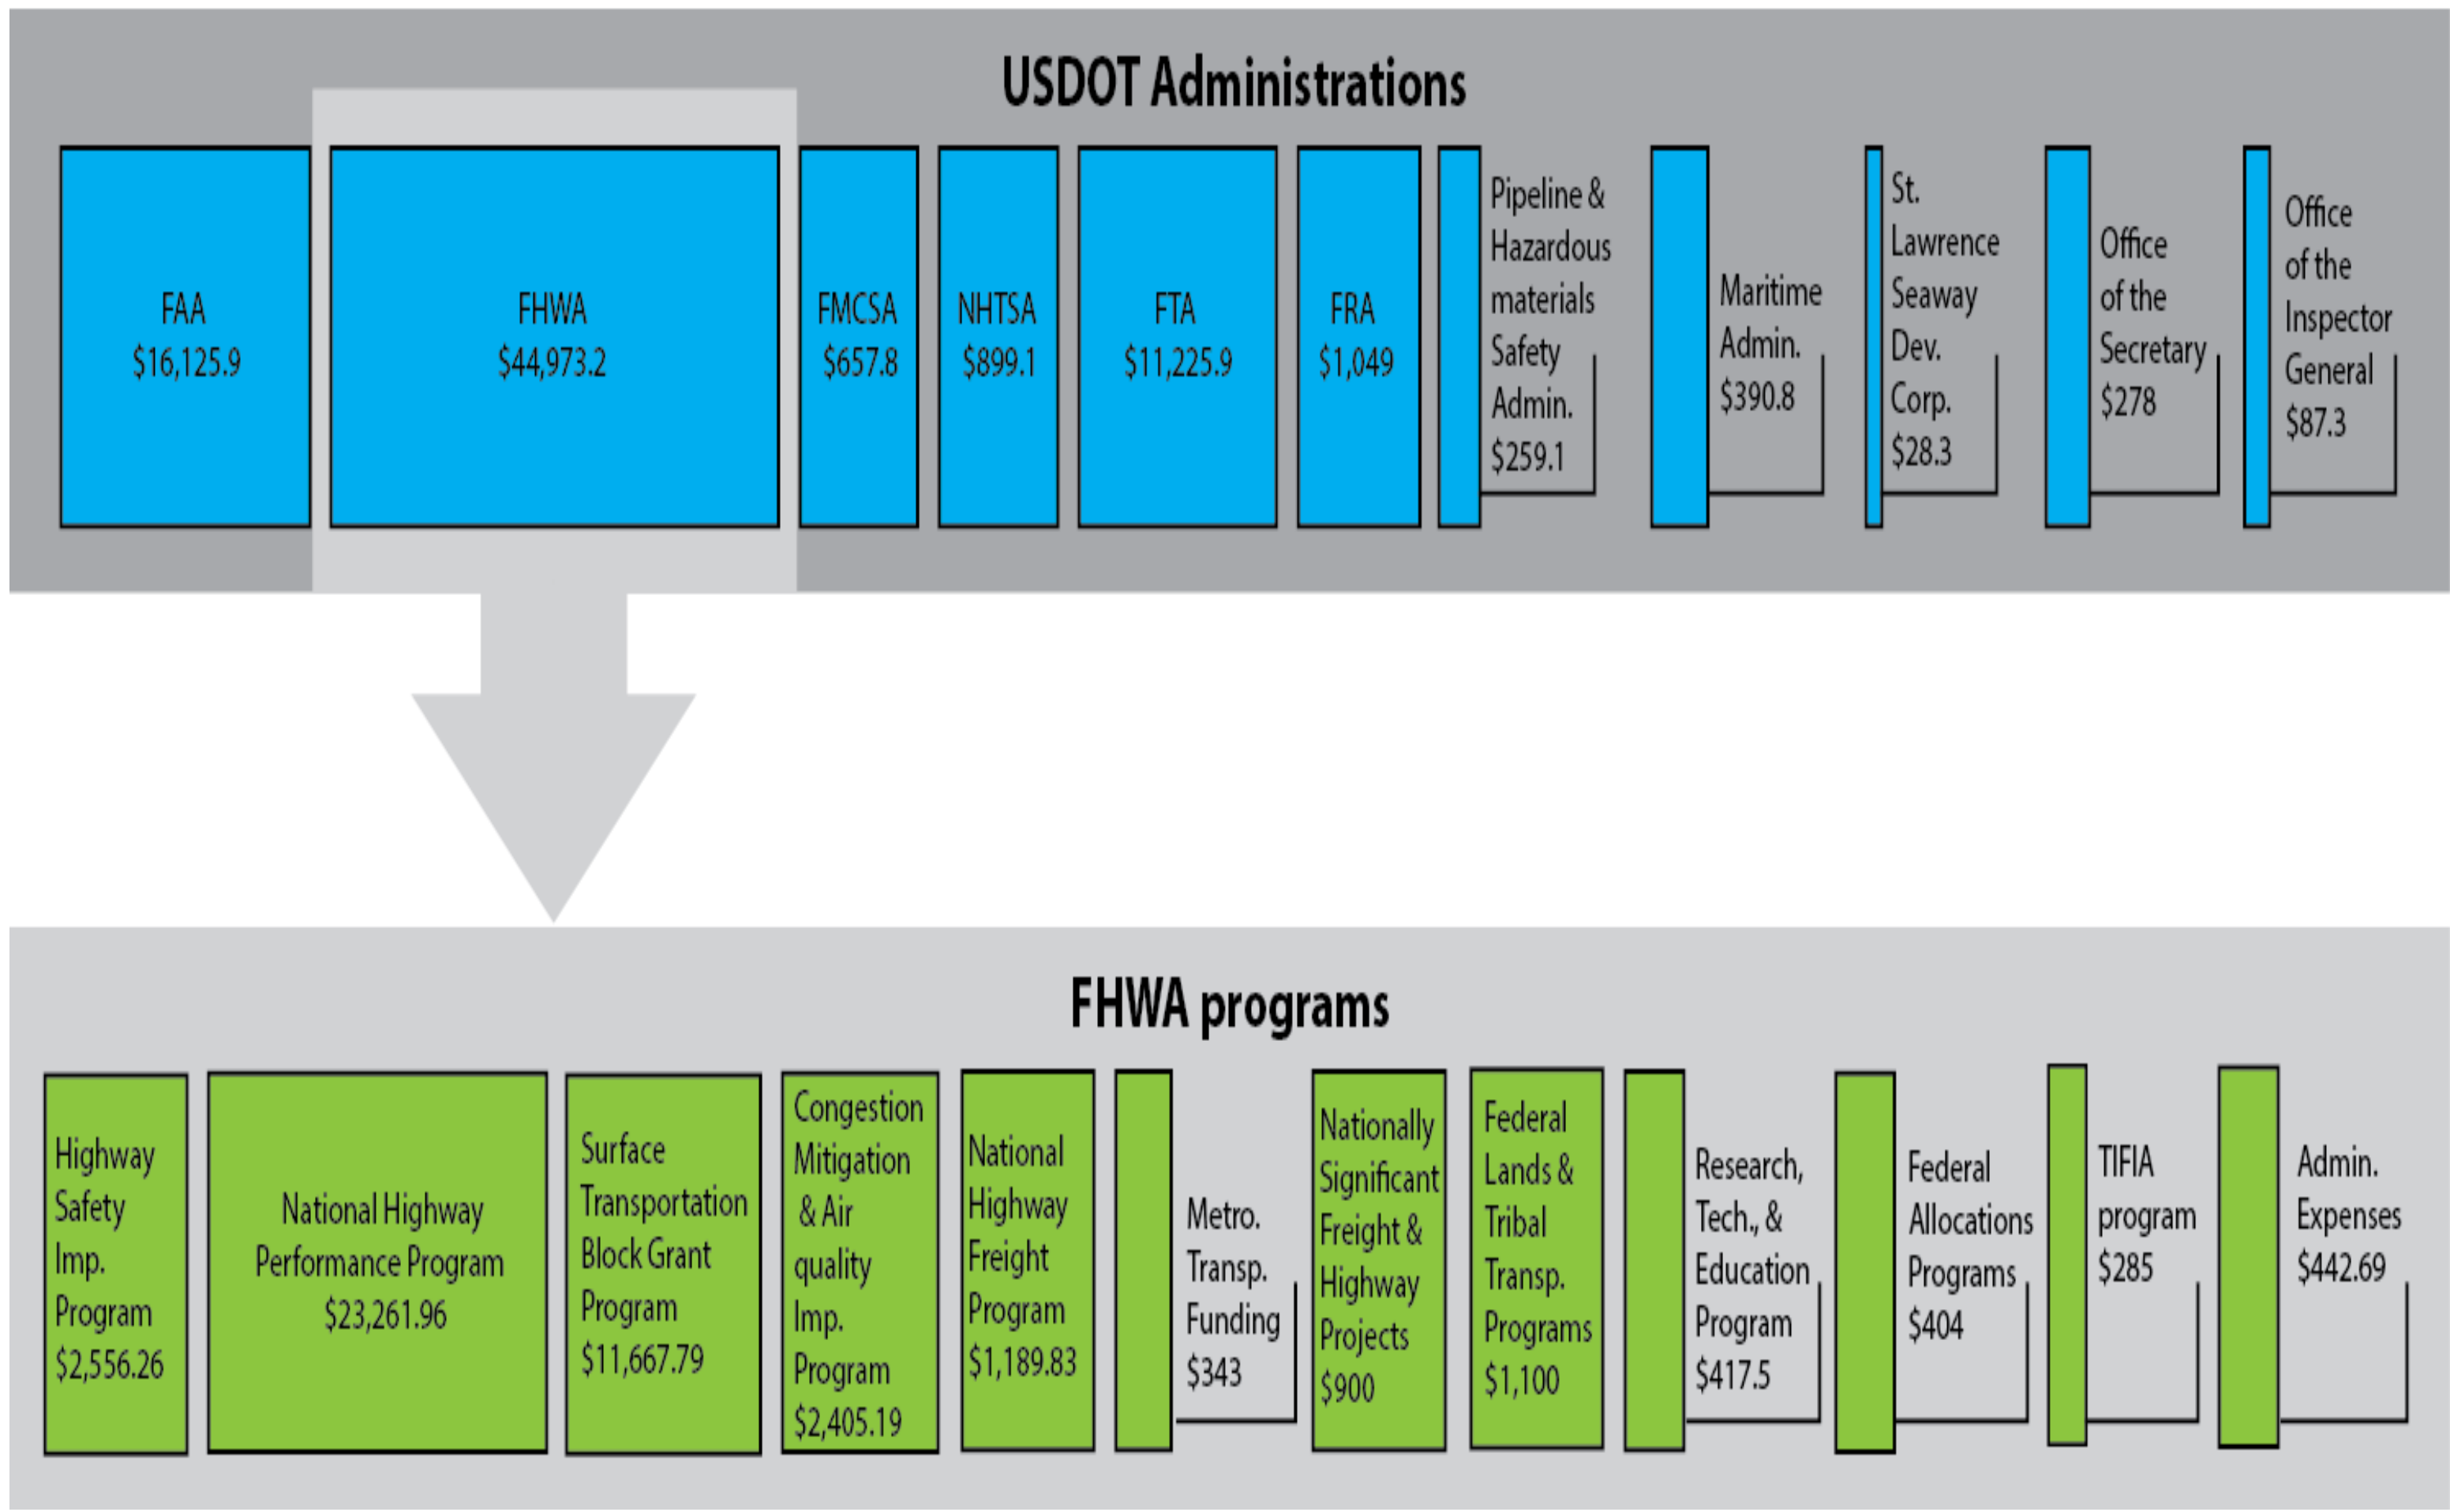 USDOT Administrations
FAA
$16,125.9
FHWA
$44,973.2
FMCSA
$657.8
NHTSA
$899.1
FTA
$11,225.9
FRA
$1,049
Pipeline &
Hazardous
materials
Safety
Admin.
$259.1
Maritime
Admin.
$390.8
St.
Lawrence
Seaway
Dev.
Corp.
$28.3
Office
of the
Secretary
$278
Office
of the
Inspector
General
$87.3
FHWA programs
Highway
Safety
Imp.
Program
$2,556.26
National Highway
Performance Program
$23,261.96
Surface
Transportation
Block Grant
Program
$11,667.79
Congestion
Mitigation
& Air
quality
Imp.
Program
$2,405.19
National
Highway
Freight
Program
$1,189.83
Metro.
Transp.
Funding
$343
Nationally
Significant
Freight &
Highway
Projects
$900
Federal
Lands &
Tribal
Transp.
Programs
$1,100
Research,
Tech., &
Education
Program
$417.5
Federal
Allocations
Programs
$404
TIFIA
program
$285
Admin.
Expenses
$442.69